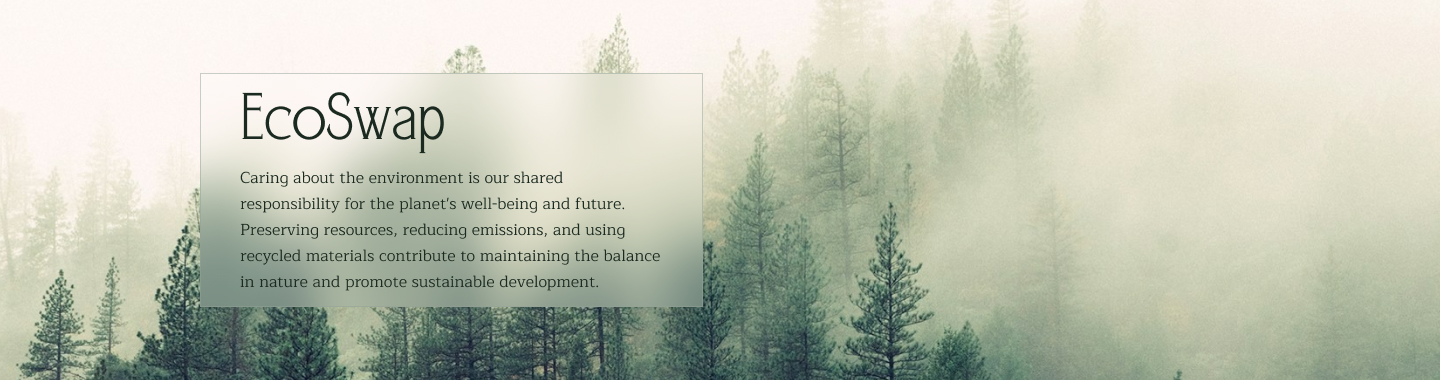 EcoSwap
Caring about the environment is our shared
responsibility for the planet's well-being and future.
Preserving resources, reducing emissions, and using
recycled materials contribute to maintaining the balance
in nature and promote sustainable development.